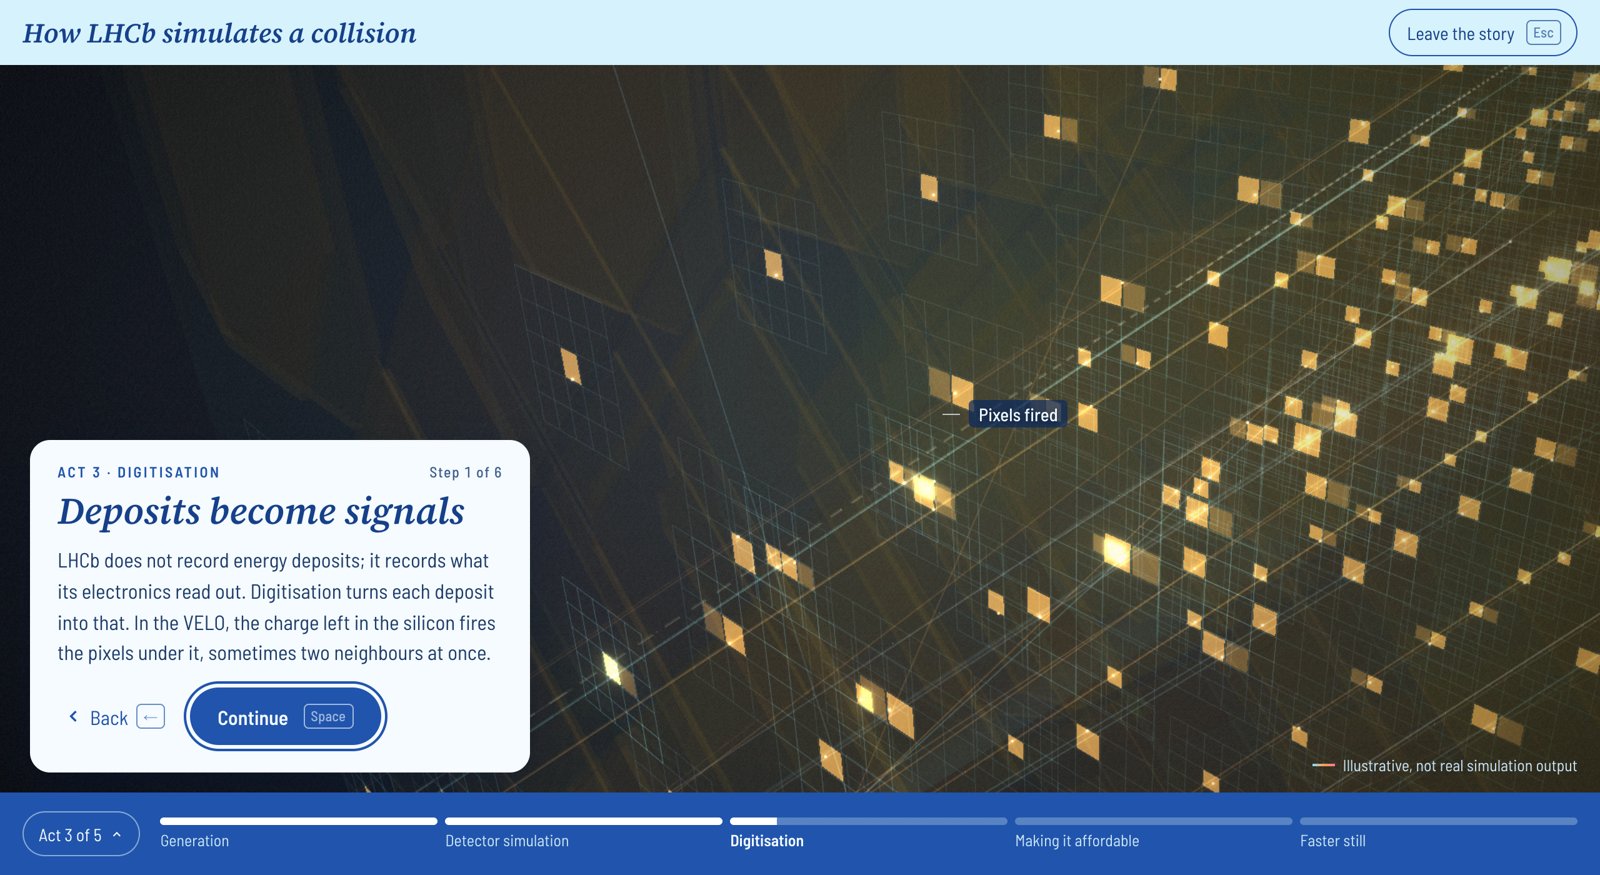 How LHCb simulates a collision
Leave the story Esc
Pixels fired
ACT 3 · DIGITISATION
Step 1 of 6
Deposits become signals
LHCb does not record energy deposits; it records what
its electronics read out. Digitisation turns each deposit
into that. In the VELO, the charge left in the silicon fires
the pixels under it, sometimes two neighbours at once.
Back ←
Continue Space
Illustrative, not real simulation output
Act 3 of 5
Generation
Detector simulation
Digitisation
Making it affordable
Faster still